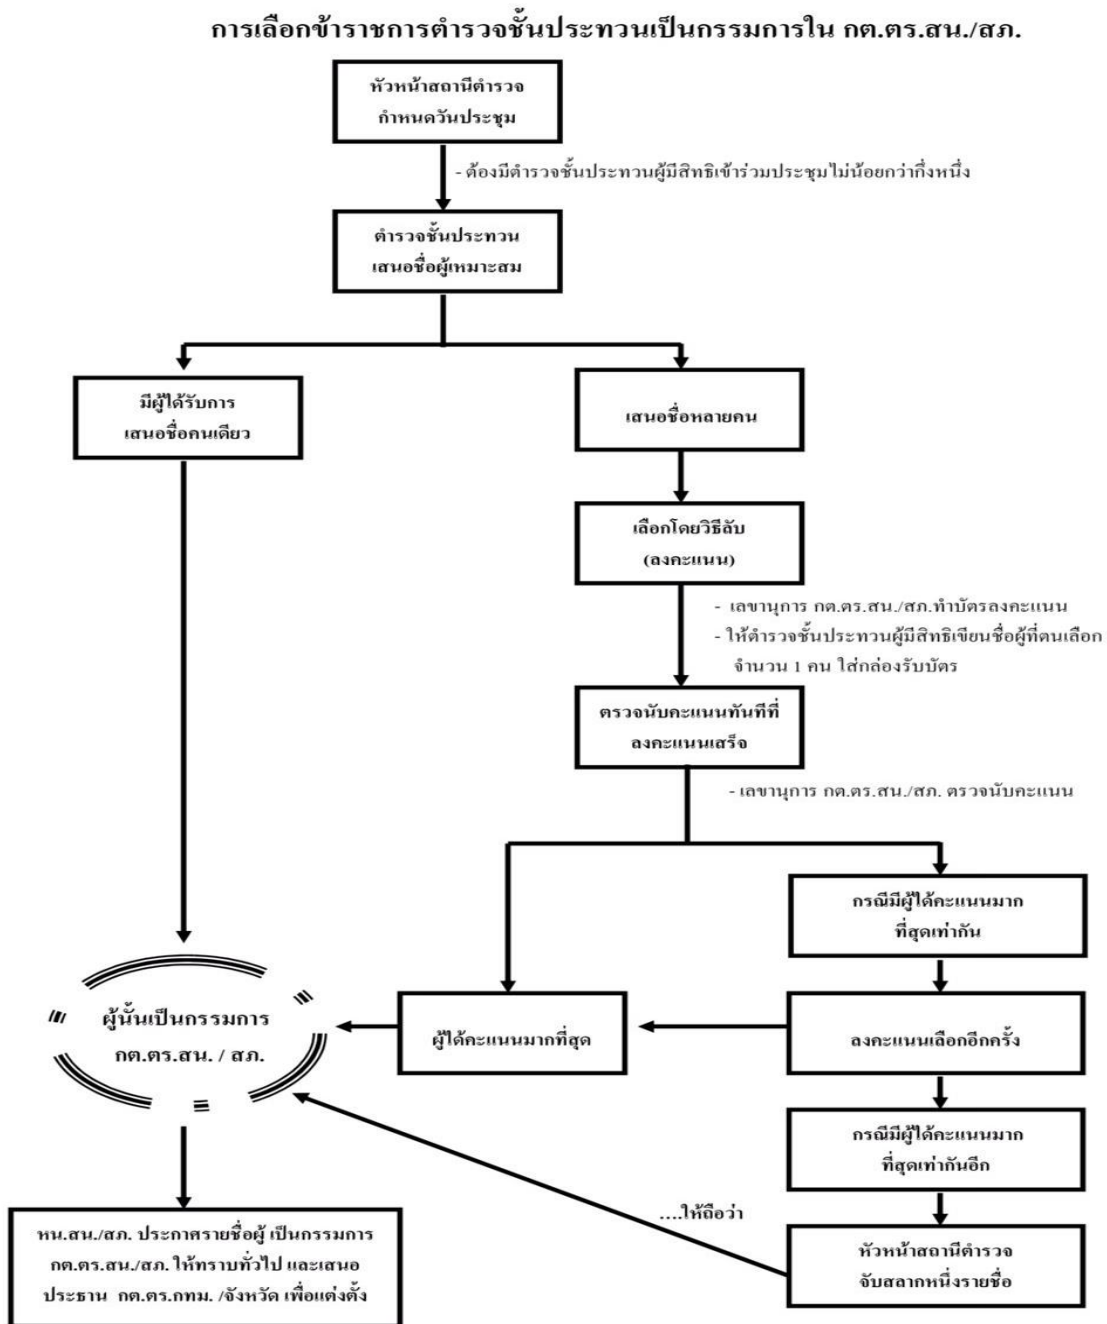 การเลือกข้าราชการตำรวจชั้นประทวนเป็นกรรมการใน กต.ตร.สน./สภ.
หัวหน้าสถานีตำรวจ
กำหนดวันประชุม
- ต้องมีตำรวจชั้นประทวนผู้มีสิทธิเข้าร่วมประชุมไม่น้อยกว่ากึ่งหนึ่ง
ตำรวจชั้นประทวน
เสนอชื่อผู้เหมาะสม
มีผู้ได้รับการ
เสนอชื่อคนเดียว
เสนอชื่อหลายคน
เลือกโดยวิธีลับ
(ลงคะแนน)
- เลขานุการ กต.ตร.สน./สภ.ทำบัตรลงคะแนน
- ให้ตำรวจชั้นประทวนผู้มีสิทธิเขียนชื่อผู้ที่ตนเลือก
จำนวน 1 คน ใส่กล่องรับบัตร
ตรวจนับคะแนนทันทีที่
ลงคะแนนเสร็จ
- เลขานุการ กต.ตร.สน./สภ. ตรวจนับคะแนน
กรณีมีผู้ได้คะแนนมาก
ที่สุดเท่ากัน
ผู้นั้นเป็นกรรมการ
กต.ตร.สน. / สภ.
ผู้ได้คะแนนมากที่สุด
ลงคะแนนเลือกอีกครั้ง
กรณีมีผู้ได้คะแนนมาก
ที่สุดเท่ากันอีก
....ให้ถือว่า
หัวหน้าสถานีตำรวจ
จับสลากหนึ่งรายชื่อ
หน.สน./สภ. ประกาศรายชื่อผู้ เป็นกรรมการ
กต.ตร.สน./สภ. ให้ทราบทั่วไป และเสนอ
ประธาน กต.ตร.กทม. /จังหวัด เพื่อแต่งตั้ง